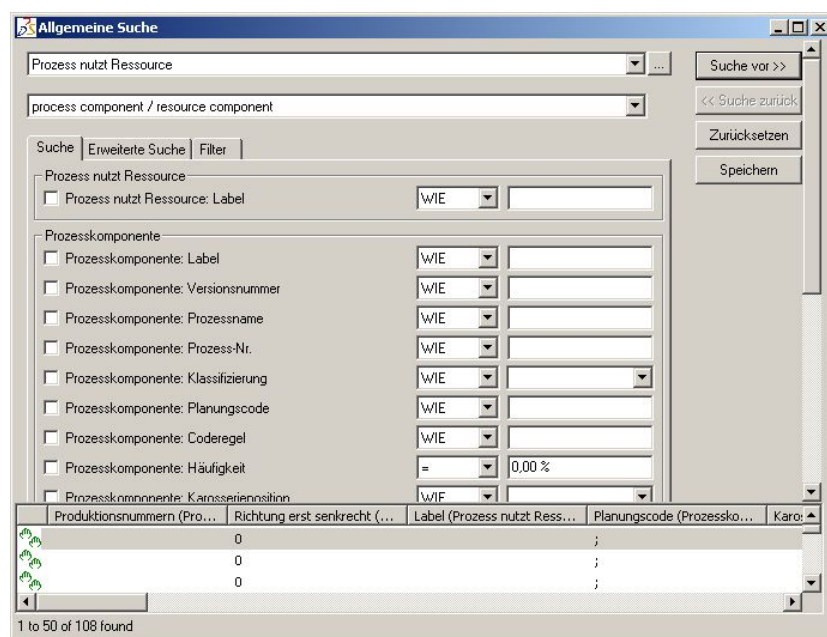 Allgemeine Suche
Prozess nutzt Ressource
...
Suche vor >>
process component / resource component
<< Suche zurück
Zurücksetzen
Speichern
Suche Erweiterte Suche Filter
Prozess nutzt Ressource
Prozess nutzt Ressource: Label WIE
Prozesskomponente
Prozesskomponente: Label WIE
Prozesskomponente: Versionsnummer WIE
Prozesskomponente: Prozessname WIE
Prozesskomponente: Prozess-Nr. WIE
Prozesskomponente: Klassifizierung WIE
Prozesskomponente: Planungscode WIE
Prozesskomponente: Coderegel WIE
Prozesskomponente: Häufigkeit = 0,00 %
Prozesskomponente: Karosserieposition WIE
Produktionsnummern (Pro... Richtung erst senkrecht (... Label (Prozess nutzt Ress... Planungscode (Prozessko... Karos
0 ;
0 ;
0 ;
1 to 50 of 108 found